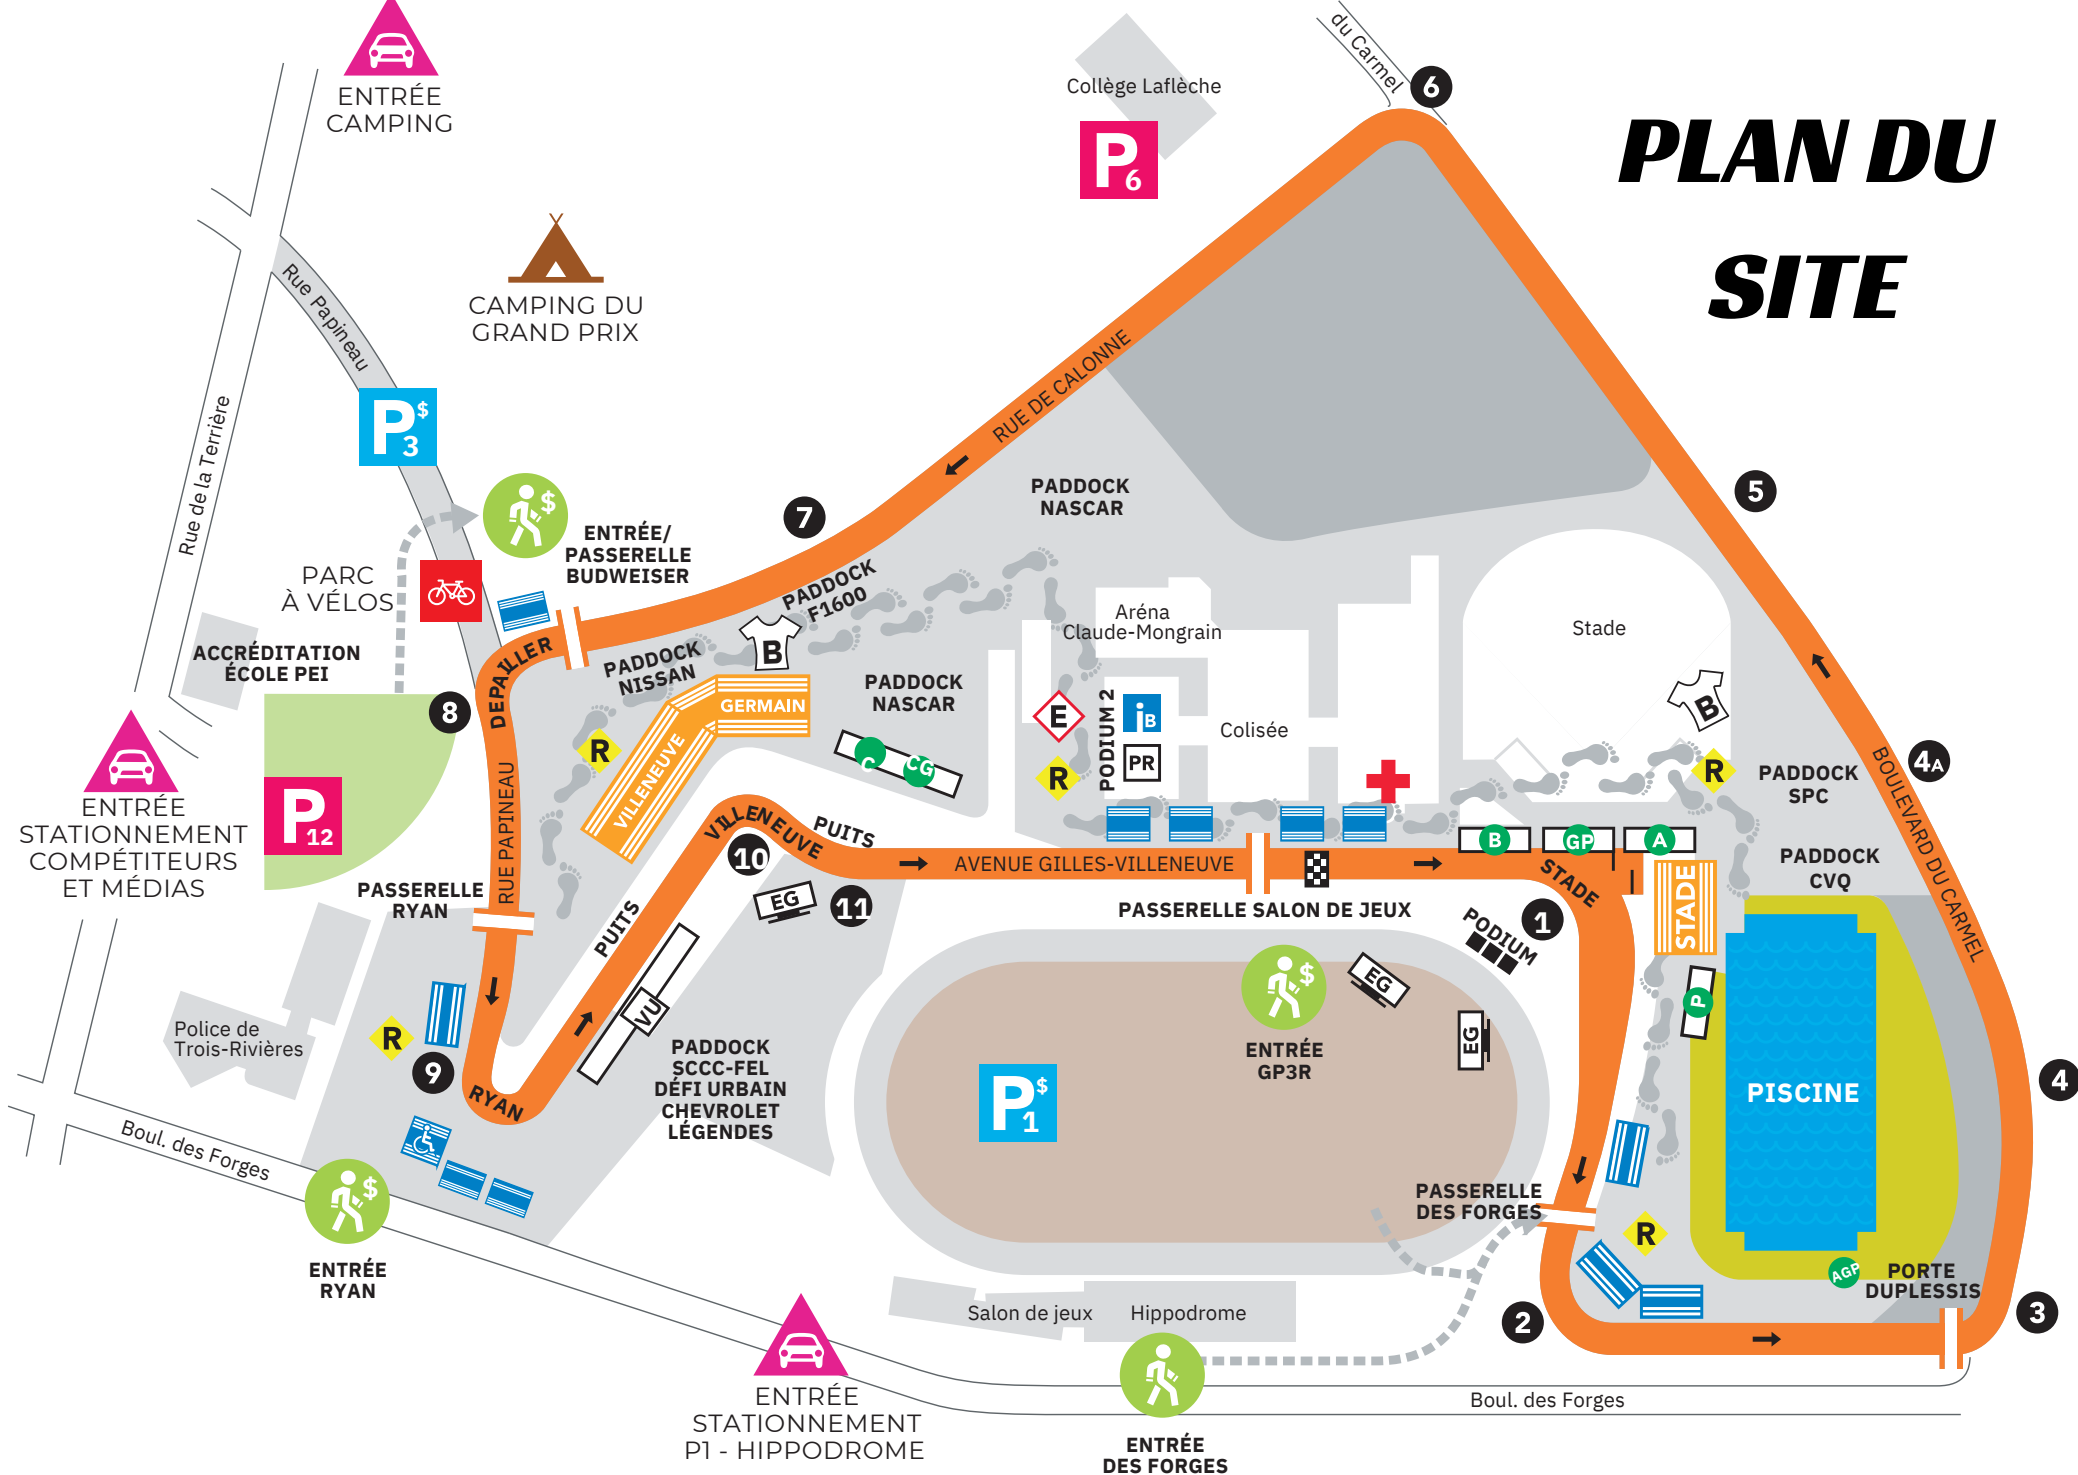 PLAN DU
SITE
ENTRÉE
CAMPING
du Carmel
6
Collège Laflèche
P6
Rue Papineau
CAMPING DU
GRAND PRIX
RUE DE CALONNE
Rue de la Terrière
P3$
$
ENTRÉE/
PASSERELLE
BUDWEISER
7
PADDOCK
NASCAR
5
PARC
À VÉLOS
PADDOCK
F1600
Aréna
Claude-Mongrain
Stade
ACCRÉDITATION
ÉCOLE PEI
DEPAILLER
PADDOCK
NISSAN
B
GERMAIN
VILLENEUVE
PADDOCK
NASCAR
8
R
E
PODIUM 2
iB
PR
Colisée
B
R
C
CG
R
PADDOCK
SPC
4A
BOULEVARD DU CARMEL
ENTRÉE
STATIONNEMENT
COMPÉTITEURS
ET MÉDIAS
P12
RUE PAPINEAU
VILLENEUVE
PUITS
10
AVENUE GILLES-VILLENEUVE
B
GP
A
STADE
PADDOCK
CVQ
PASSERELLE
RYAN
PUITS
EG
11
PASSERELLE SALON DE JEUX
PODIUM
1
STADE
$
ENTRÉE
GP3R
EG
EG
P
Police de
Trois-Rivières
R
9
VU
RYAN
PADDOCK
SCCC-FEL
DÉFI URBAIN
CHEVROLET
LÉGENDES
P1$
PISCINE
4
Boul. des Forges
$
ENTRÉE
RYAN
PASSERELLE
DES FORGES
R
AGP
PORTE
DUPLESSIS
2
3
Salon de jeux
Hippodrome
ENTRÉE
STATIONNEMENT
P1 - HIPPODROME
ENTRÉE
DES FORGES
Boul. des Forges